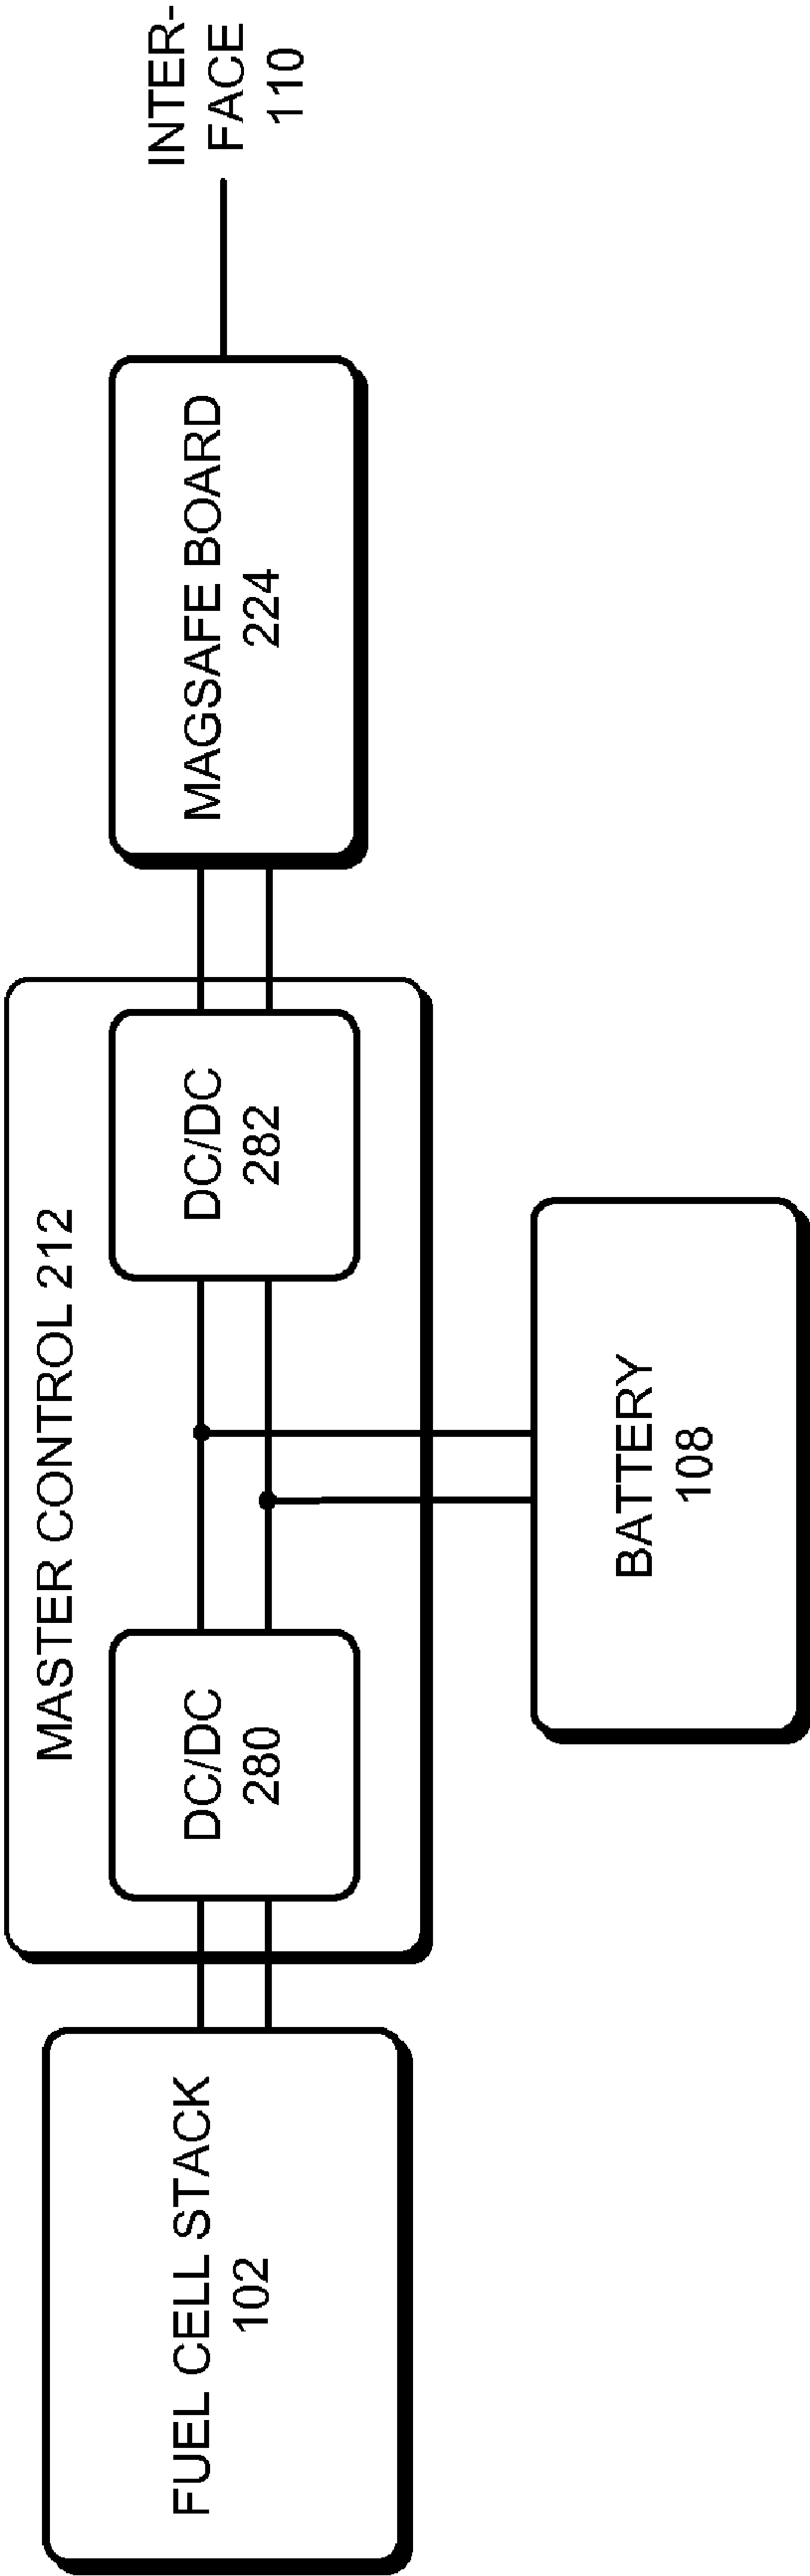 FUEL CELL STACK
102
MASTER CONTROL 212
DC/DC
280
DC/DC
282
BATTERY
108
MAGSAFE BOARD
224
INTER-
FACE
110